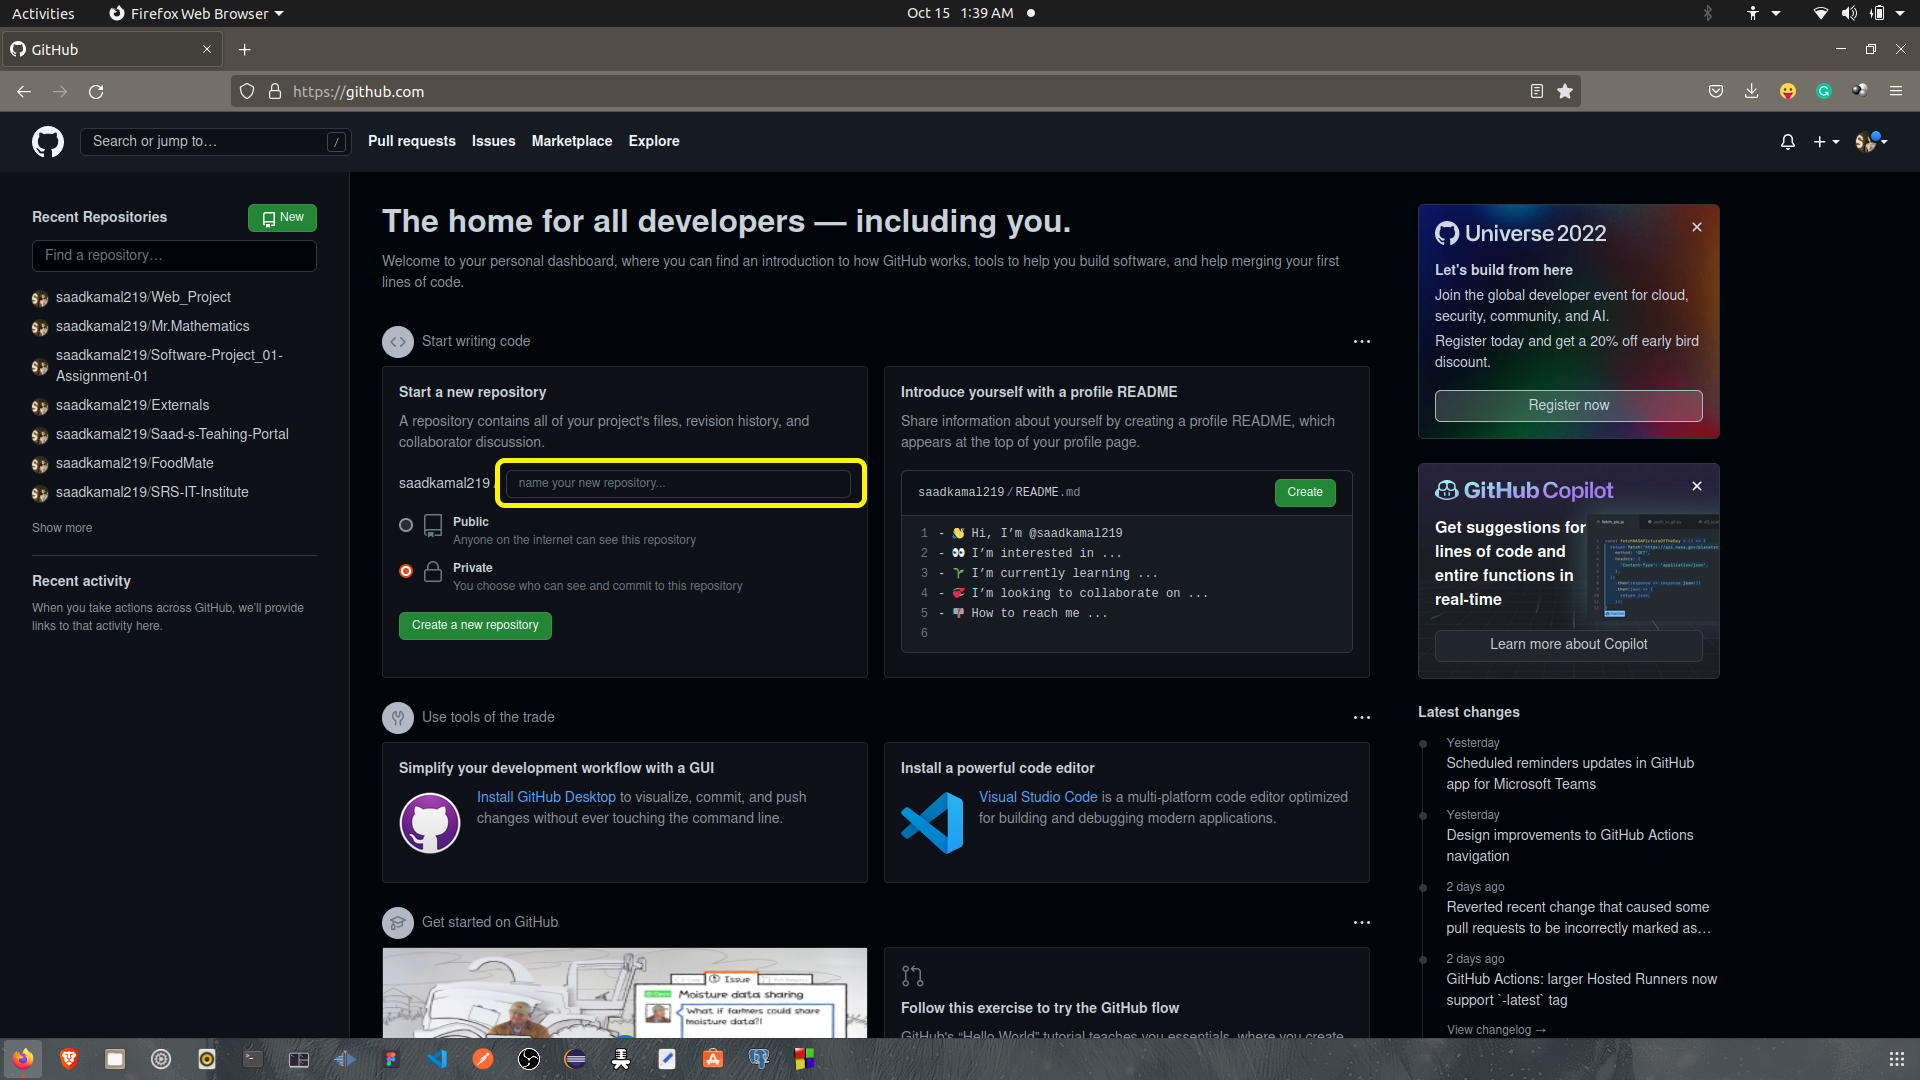 Activities
Firefox Web Browser
Oct 15 1:39 AM
GitHub
https://github.com
Search or jump to…
/
Pull requests
Issues
Marketplace
Explore
Recent Repositories
New
Find a repository…
saadkamal219/Web_Project
saadkamal219/Mr.Mathematics
saadkamal219/Software-Project_01-
Assignment-01
saadkamal219/Externals
saadkamal219/Saad-s-Teahing-Portal
saadkamal219/FoodMate
saadkamal219/SRS-IT-Institute
Show more
Recent activity
When you take actions across GitHub, we'll provide
links to that activity here.
The home for all developers — including you.
Welcome to your personal dashboard, where you can find an introduction to how GitHub works, tools to help you build software, and help merging your first
lines of code.
Start writing code
Start a new repository
A repository contains all of your project's files, revision history, and
collaborator discussion.
saadkamal219 /
name your new repository...
Public
Anyone on the internet can see this repository
Private
You choose who can see and commit to this repository
Create a new repository
Introduce yourself with a profile README
Share information about yourself by creating a profile README, which
appears at the top of your profile page.
saadkamal219 / README.md
Create
1 - 👋 Hi, I'm @saadkamal219
2 - 👀 I'm interested in ...
3 - 🌱 I'm currently learning ...
4 - 💞️ I'm looking to collaborate on ...
5 - 📫 How to reach me ...
6
Use tools of the trade
Simplify your development workflow with a GUI
Install GitHub Desktop to visualize, commit, and push
changes without ever touching the command line.
Install a powerful code editor
Visual Studio Code is a multi-platform code editor optimized
for building and debugging modern applications.
Get started on GitHub
Issue
Moisture data sharing
What if farmers could share
moisture data?!
Follow this exercise to try the GitHub flow
GitHub's "Hello World" tutorial teaches you essentials, where you create
Universe 2022
Let's build from here
Join the global developer event for cloud,
security, community, and AI.
Register today and get a 20% off early bird
discount.
Register now
GitHub Copilot
Get suggestions for
lines of code and
entire functions in
real-time
Learn more about Copilot
Latest changes
Yesterday
Scheduled reminders updates in GitHub
app for Microsoft Teams
Yesterday
Design improvements to GitHub Actions
navigation
2 days ago
Reverted recent change that caused some
pull requests to be incorrectly marked as…
2 days ago
GitHub Actions: larger Hosted Runners now
support `-latest` tag
View changelog →